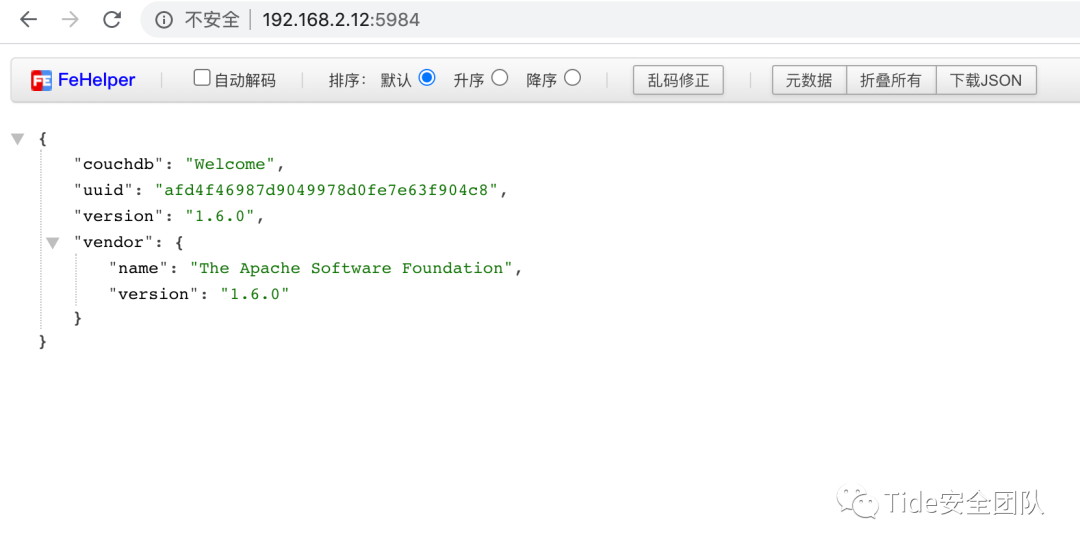 不安全 192.168.2.12:5984
FeHelper 自动解码 排序: 默认 升序 降序 乱码修正 元数据 折叠所有 下载JSON
{
"couchdb": "Welcome",
"uuid": "afd4f46987d9049978d0fe7e63f904c8",
"version": "1.6.0",
"vendor": {
"name": "The Apache Software Foundation",
"version": "1.6.0"
}
}
Tide安全团队